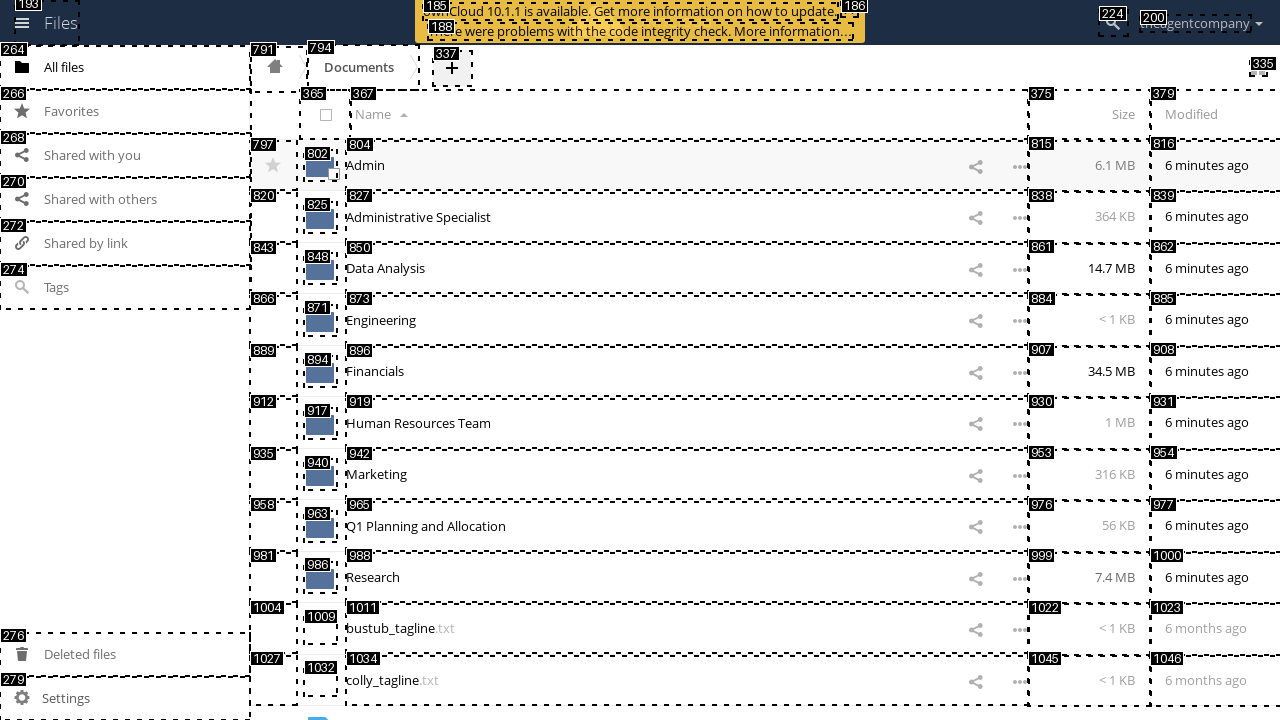 193
Files
185
Cloud 10.1.1 is available. Get more information on how to update.
186
188
were problems with the code integrity check. More information…
224
200
theagentcompany
264
All files
266
Favorites
268
Shared with you
270
Shared with others
272
Shared by link
274
Tags
276
Deleted files
279
Settings
791
794
Documents
337
+
335
365
367
Name
375
Size
379
Modified
797
802
804
Admin
815
6.1 MB
816
6 minutes ago
820
825
827
Administrative Specialist
838
364 KB
839
6 minutes ago
843
848
850
Data Analysis
861
14.7 MB
862
6 minutes ago
866
871
873
Engineering
884
< 1 KB
885
6 minutes ago
889
894
896
Financials
907
34.5 MB
908
6 minutes ago
912
917
919
Human Resources Team
930
1 MB
931
6 minutes ago
935
940
942
Marketing
953
316 KB
954
6 minutes ago
958
963
965
Q1 Planning and Allocation
976
56 KB
977
6 minutes ago
981
986
988
Research
999
7.4 MB
1000
6 minutes ago
1004
1009
1011
bustub_tagline.txt
1022
< 1 KB
1023
6 months ago
1027
1032
1034
colly_tagline.txt
1045
< 1 KB
1046
6 months ago